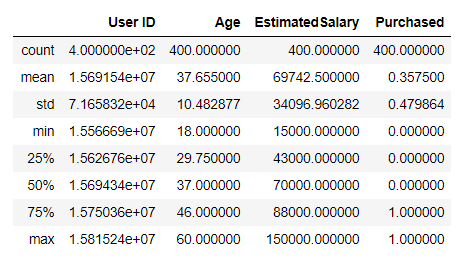 User ID Age EstimatedSalary Purchased
count 4.000000e+02 400.000000 400.000000 400.000000
mean 1.569154e+07 37.655000 69742.500000 0.357500
std 7.165832e+04 10.482877 34096.960282 0.479864
min 1.556669e+07 18.000000 15000.000000 0.000000
25% 1.562676e+07 29.750000 43000.000000 0.000000
50% 1.569434e+07 37.000000 70000.000000 0.000000
75% 1.575036e+07 46.000000 88000.000000 1.000000
max 1.581524e+07 60.000000 150000.000000 1.000000